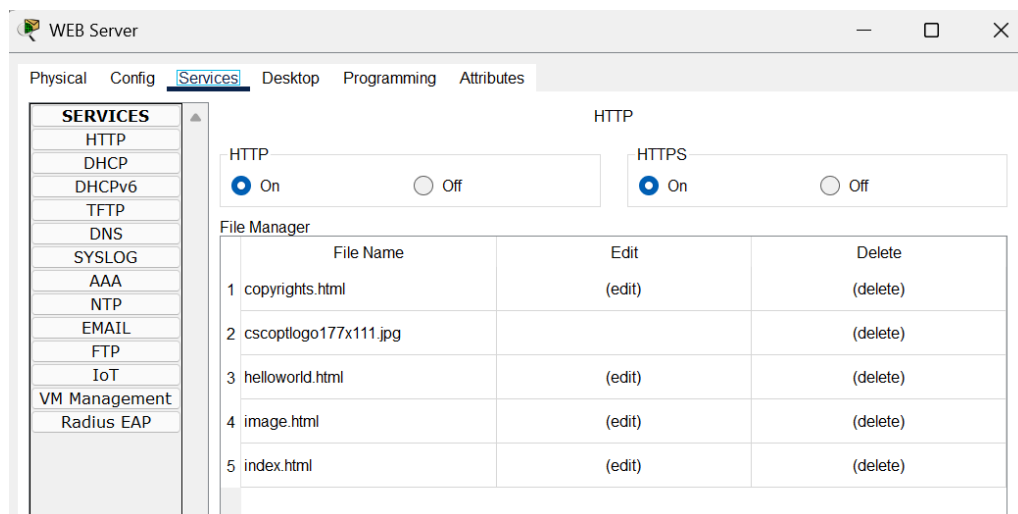 WEB Server
Physical Config Services Desktop Programming Attributes
SERVICES
HTTP
DHCP
DHCPv6
TFTP
DNS
SYSLOG
AAA
NTP
EMAIL
FTP
IoT
VM Management
Radius EAP
HTTP
HTTP
On Off
HTTPS
On Off
File Manager
File Name Edit Delete
1 copyrights.html (edit) (delete)
2 cscoptlogo177x111.jpg (delete)
3 helloworld.html (edit) (delete)
4 image.html (edit) (delete)
5 index.html (edit) (delete)